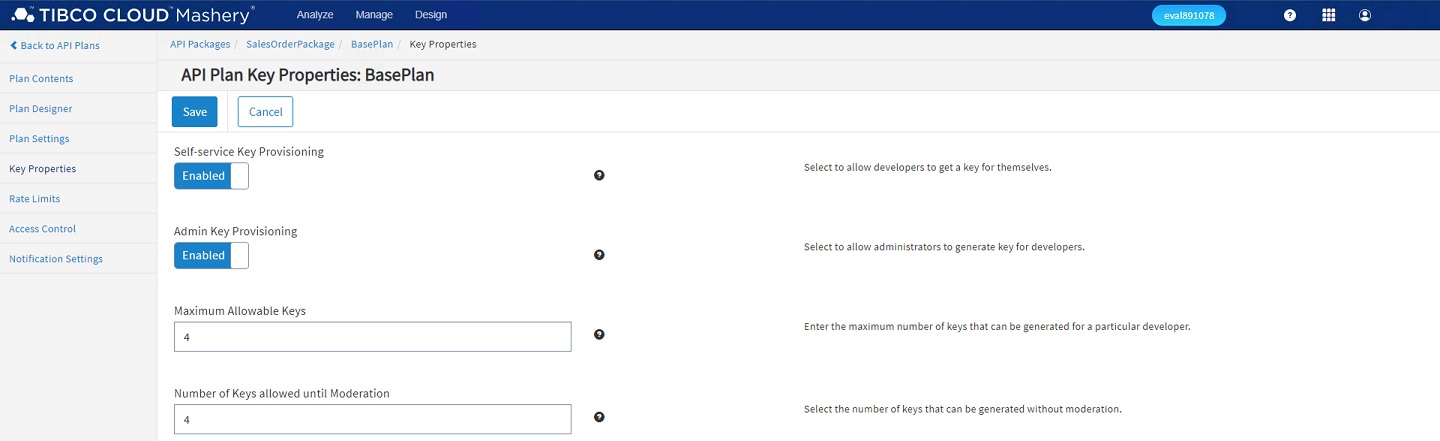 TIBCO CLOUD™ Mashery®
Analyze Manage Design
eval891078
Back to API Plans
API Packages / SalesOrderPackage / BasePlan / Key Properties
Plan Contents
Plan Designer
Plan Settings
Key Properties
Rate Limits
Access Control
Notification Settings
API Plan Key Properties: BasePlan
Save Cancel
Self-service Key Provisioning
Enabled
? Select to allow developers to get a key for themselves.
Admin Key Provisioning
Enabled
? Select to allow administrators to generate key for developers.
Maximum Allowable Keys
4
? Enter the maximum number of keys that can be generated for a particular developer.
Number of Keys allowed until Moderation
4
? Select the number of keys that can be generated without moderation.